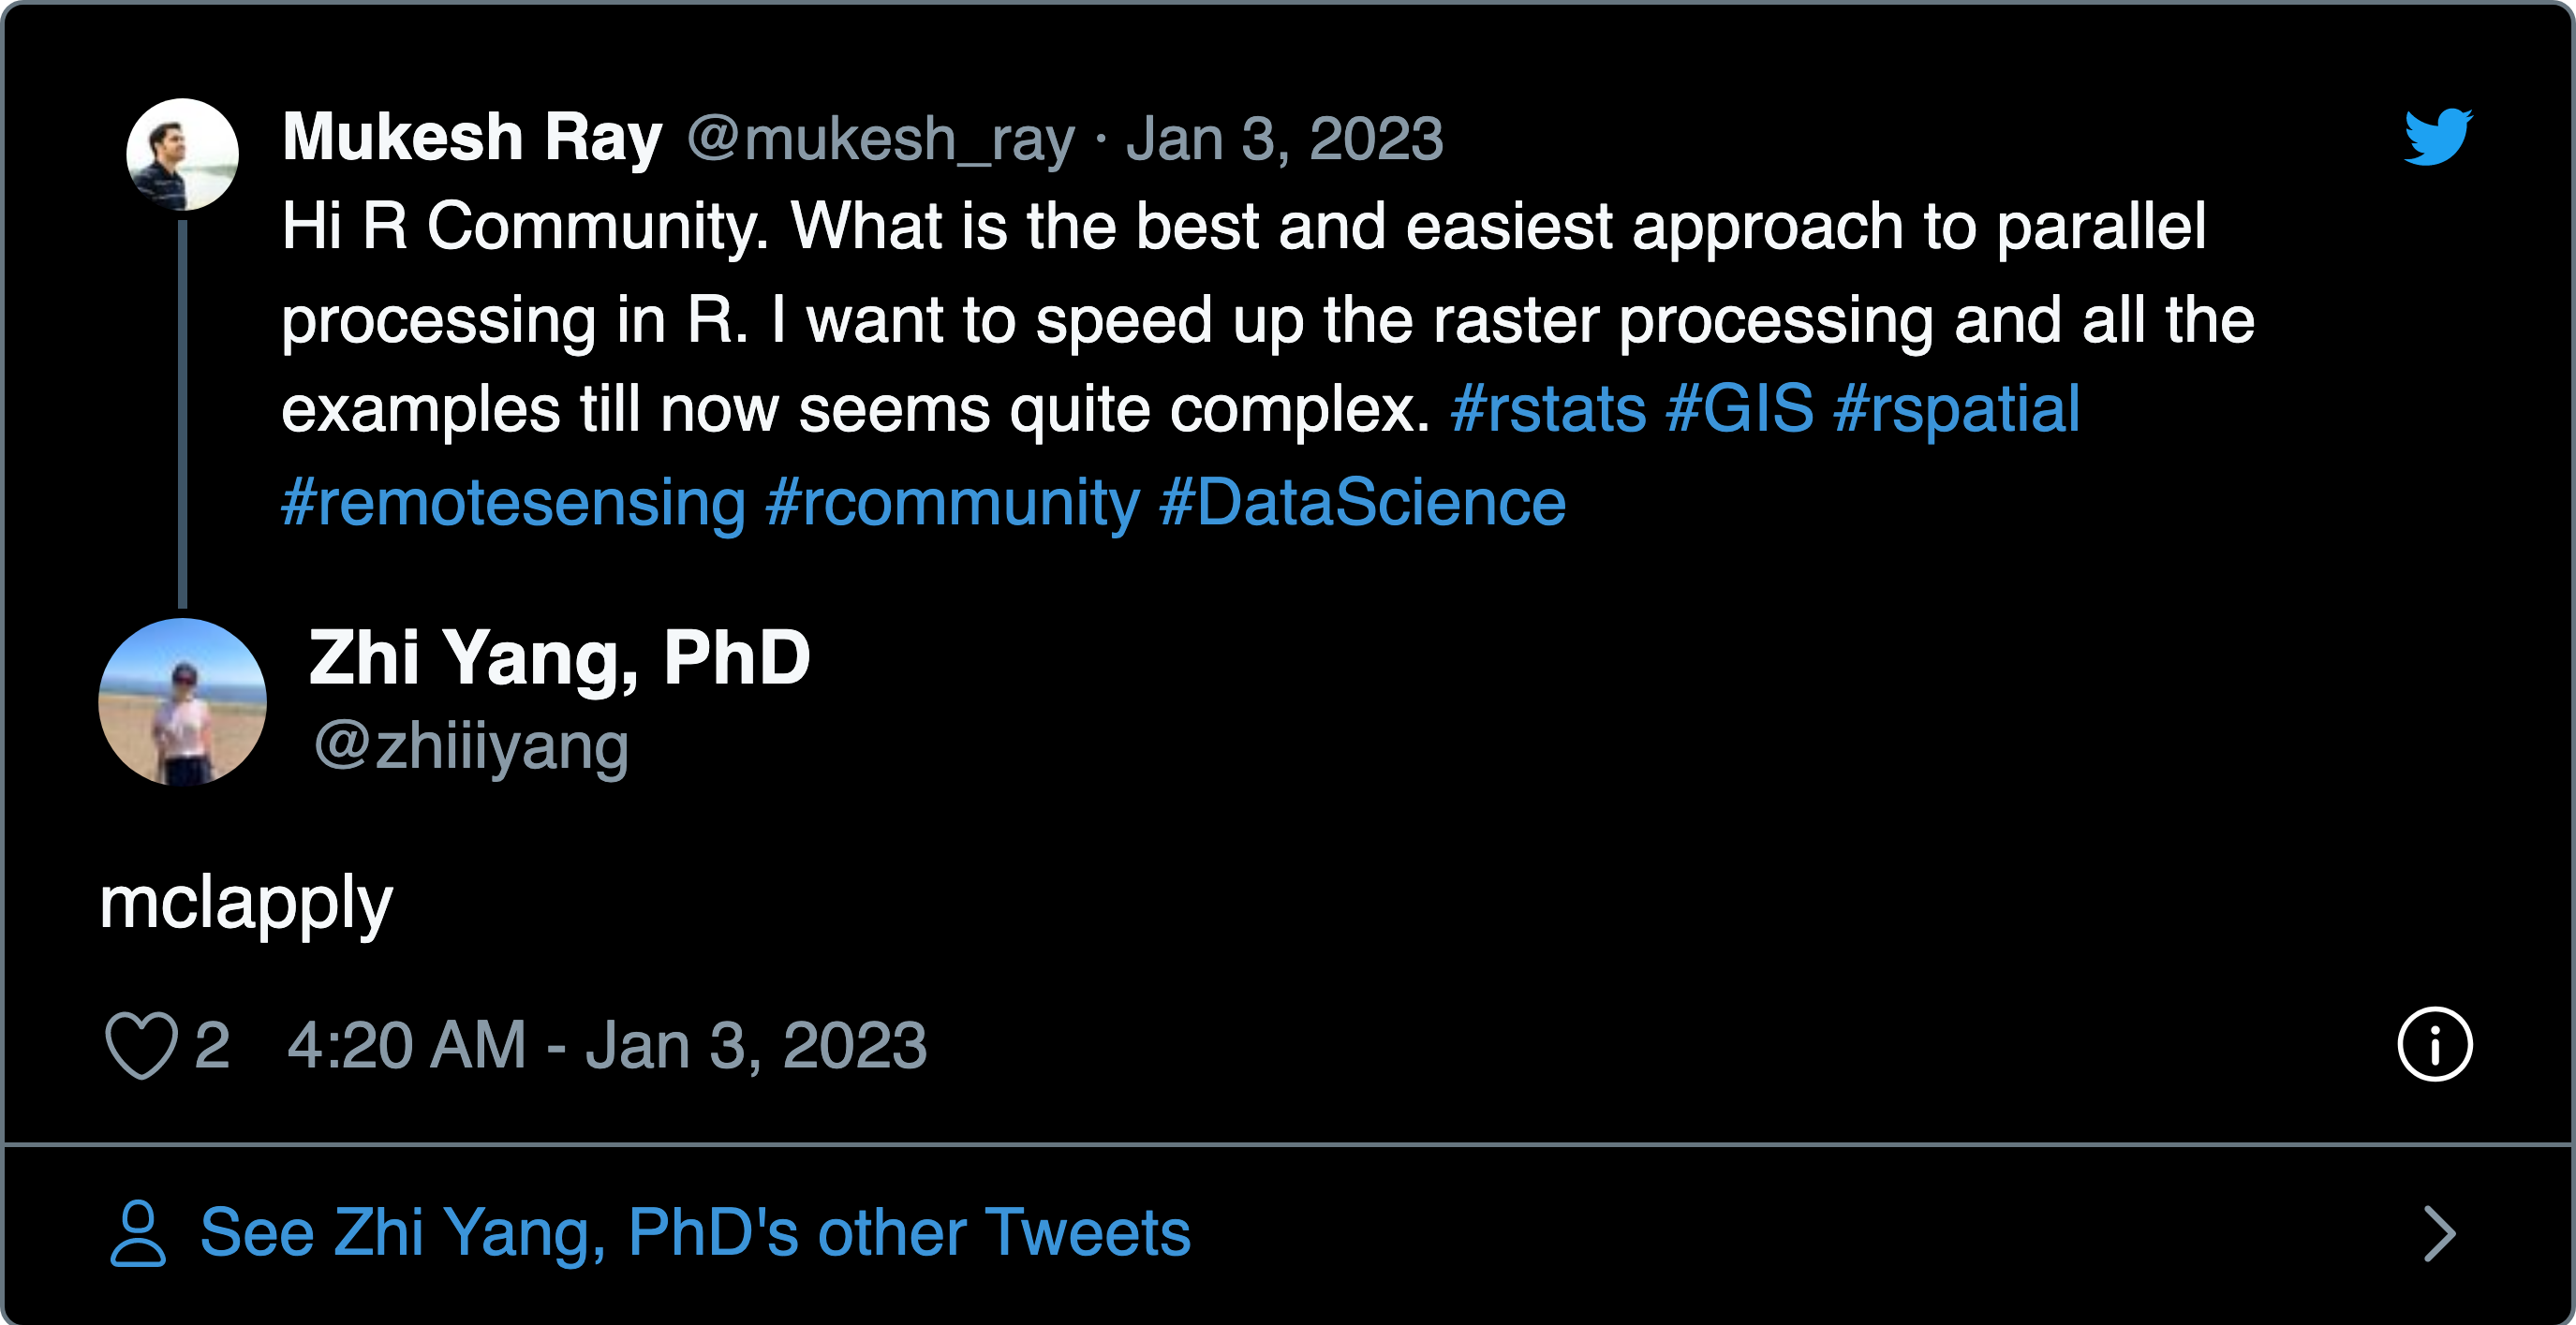 Mukesh Ray @mukesh_ray · Jan 3, 2023
Hi R Community. What is the best and easiest approach to parallel
processing in R. I want to speed up the raster processing and all the
examples till now seems quite complex. #rstats #GIS #rspatial
#remotesensing #rcommunity #DataScience
Zhi Yang, PhD
@zhiiiyang
mclapply
2 4:20 AM - Jan 3, 2023
See Zhi Yang, PhD's other Tweets